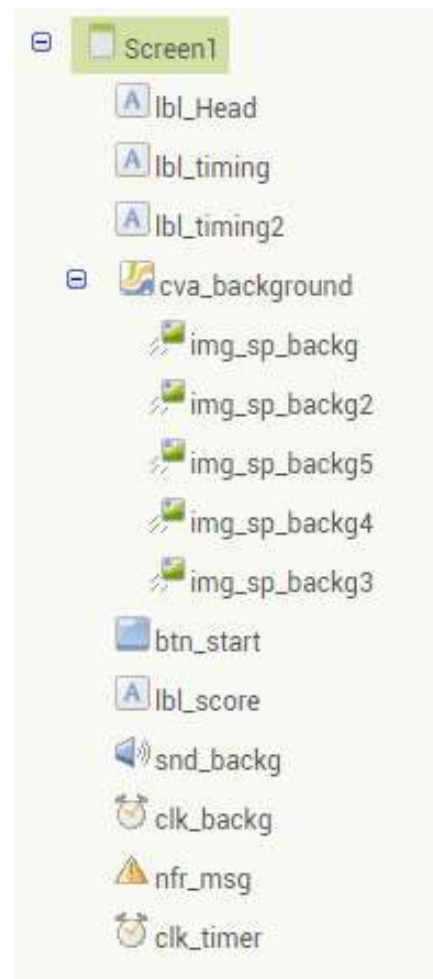 Screen1
lbl_Head
lbl_timing
lbl_timing2
cva_background
img_sp_backg
img_sp_backg2
img_sp_backg5
img_sp_backg4
img_sp_backg3
btn_start
lbl_score
snd_backg
clk_backg
nfr_msg
clk_timer